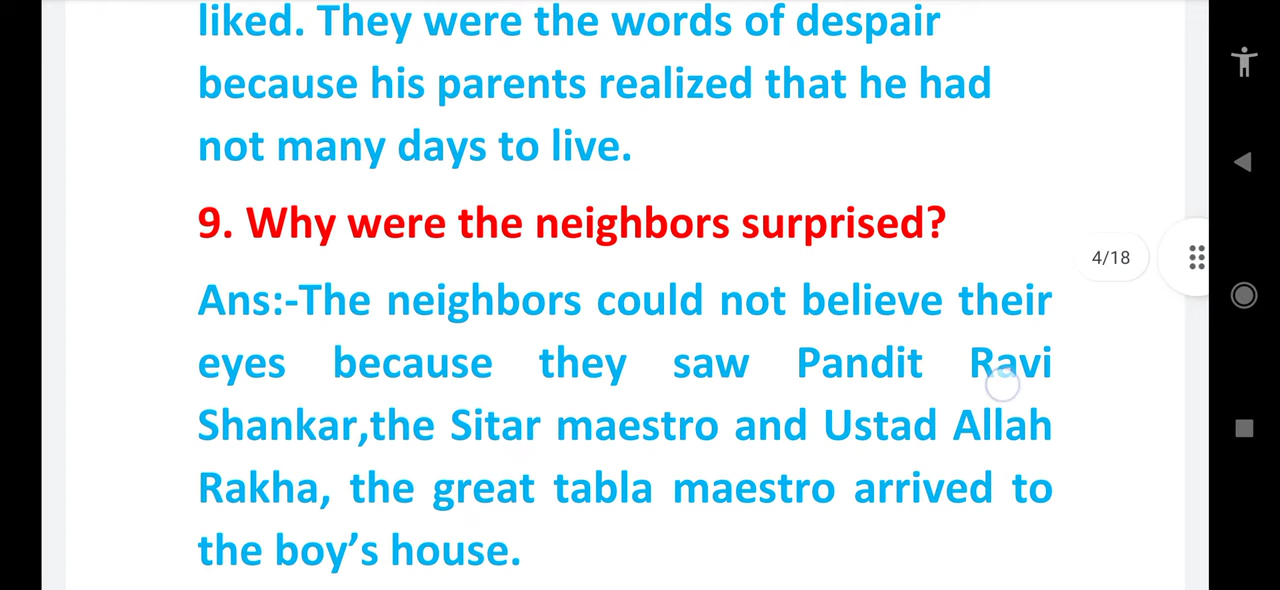 liked. They were the words of despair
because his parents realized that he had
not many days to live.
9. Why were the neighbors surprised?
4/18
Ans:-The neighbors could not believe their
eyes because they saw Pandit Ravi
Shankar,the Sitar maestro and Ustad Allah
Rakha, the great tabla maestro arrived to
the boy’s house.